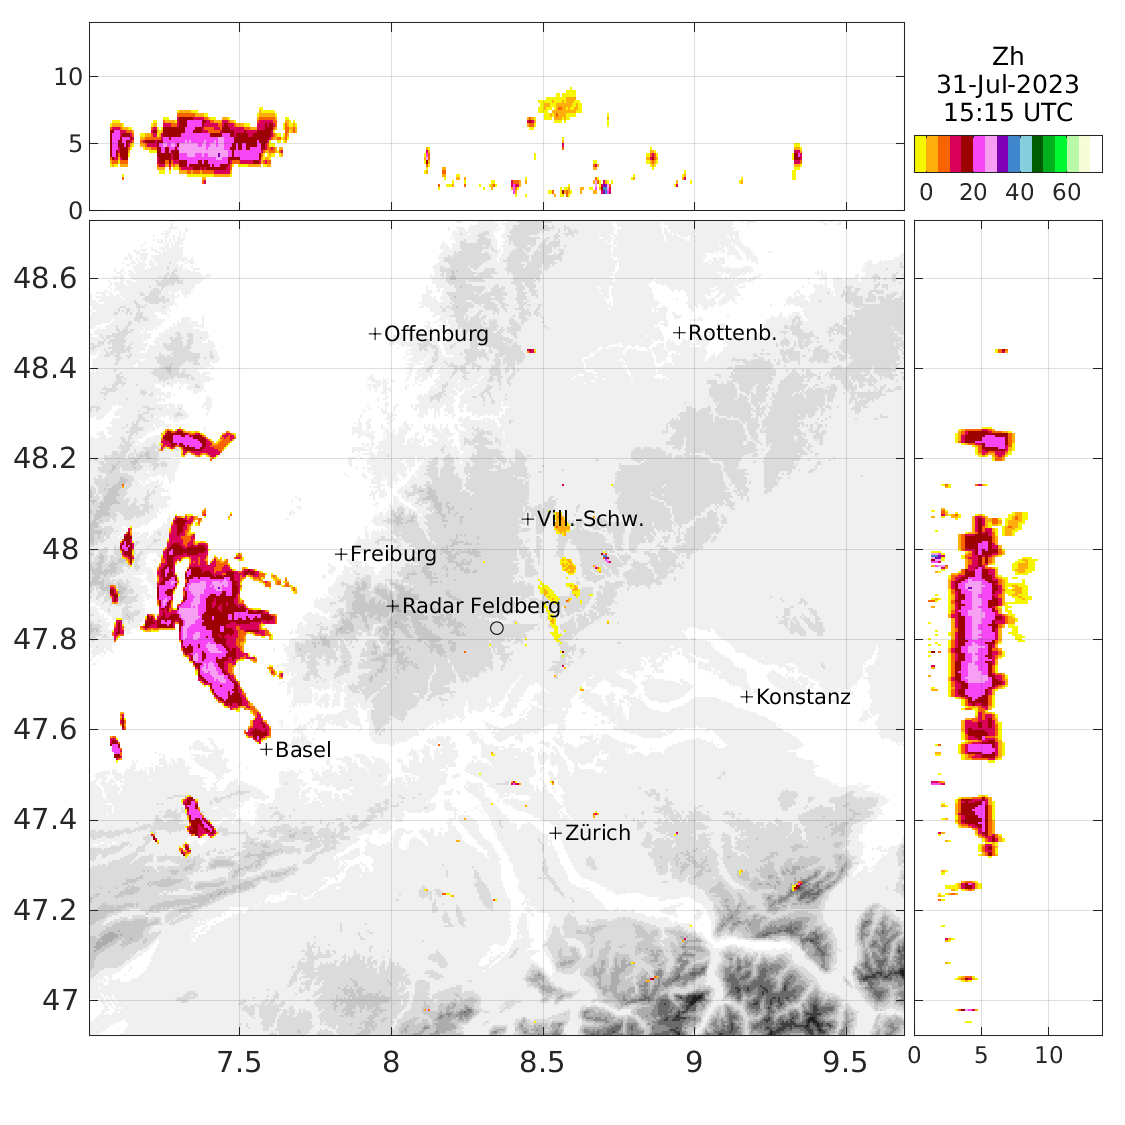 10
5
0
Zh
31-Jul-2023
15:15 UTC
0 20 40 60
48.6
48.4
48.2
48
47.8
47.6
47.4
47.2
47
Offenburg
Rottenb.
Vill.-Schw.
Freiburg
Radar Feldberg
Konstanz
Basel
Zürich
7.5 8 8.5 9 9.5
0 5 10